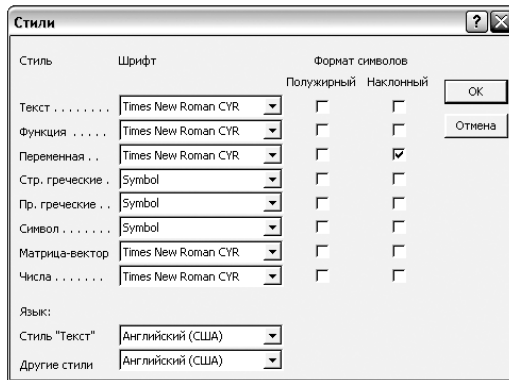 Стили
Стиль Шрифт Формат символов
Полужирный Наклонный
OK
Текст . . . . . . . . Times New Roman CYR
Функция . . . . . Times New Roman CYR
Отмена
Переменная . . Times New Roman CYR
Стр. греческие . Symbol
Пр. греческие . . Symbol
Символ . . . . . . . Symbol
Матрица-вектор Times New Roman CYR
Числа . . . . . . . Times New Roman CYR
Язык:
Стиль "Текст" Английский (США)
Другие стили Английский (США)